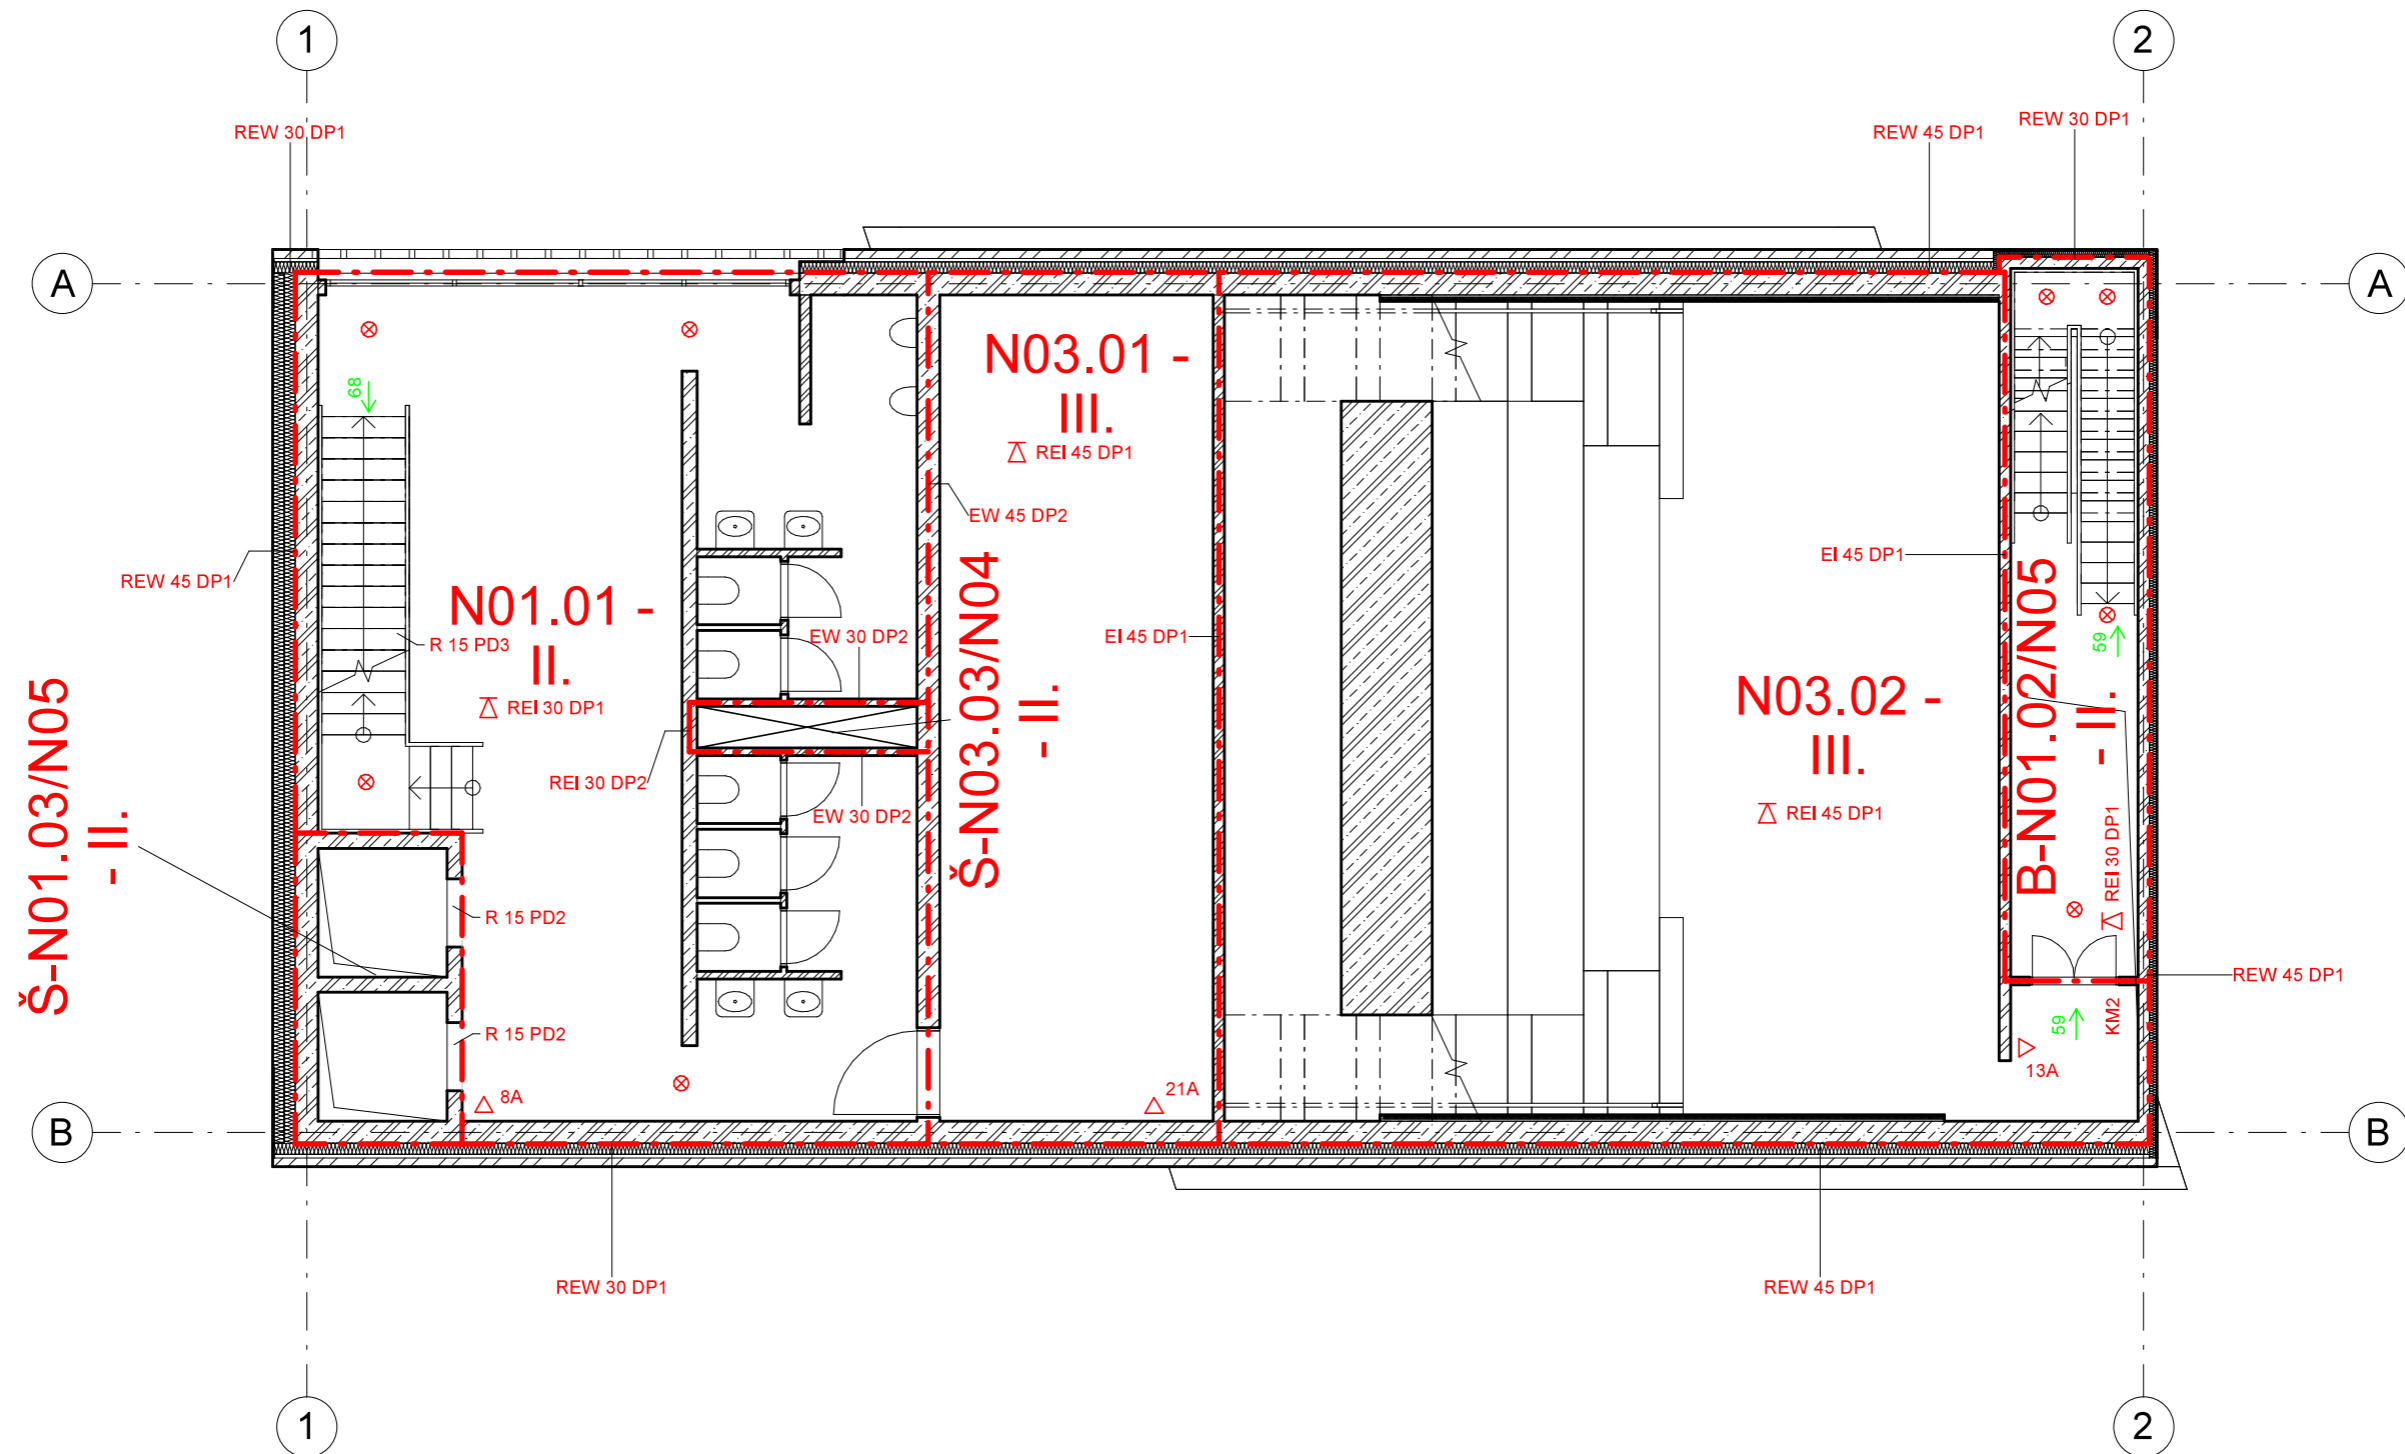 1
2
REW 30 DP1
REW 45 DP1
REW 30 DP1
A
A
68
N03.01 -
III.
REI 45 DP1
EW 45 DP2
REW 45 DP1
N01.01 -
II.
REI 30 DP1
R 15 PD3
EW 30 DP2
EI 45 DP1
EI 45 DP1
59
Š-N03.03/N04
- II.
B-N01.02/N05
- II.
REI 30 DP1
N03.02 -
III.
REI 45 DP1
Š-N01.03/N05
- II.
REI 30 DP2
EW 30 DP2
R 15 PD2
REW 45 DP1
R 15 PD2
59
KM2
13A
8A
21A
B
B
REW 30 DP1
REW 45 DP1
1
2